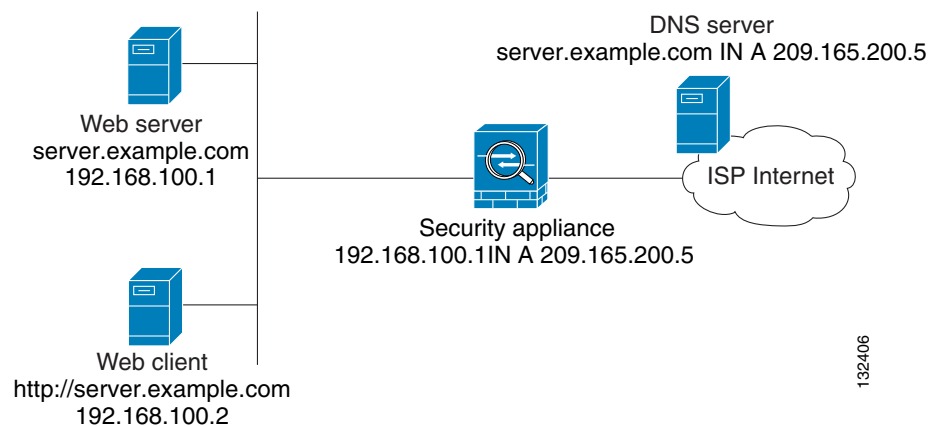 DNS server
server.example.com IN A 209.165.200.5
Web server
server.example.com
192.168.100.1
ISP Internet
Security appliance
192.168.100.1IN A 209.165.200.5
Web client
http://server.example.com
192.168.100.2
132406